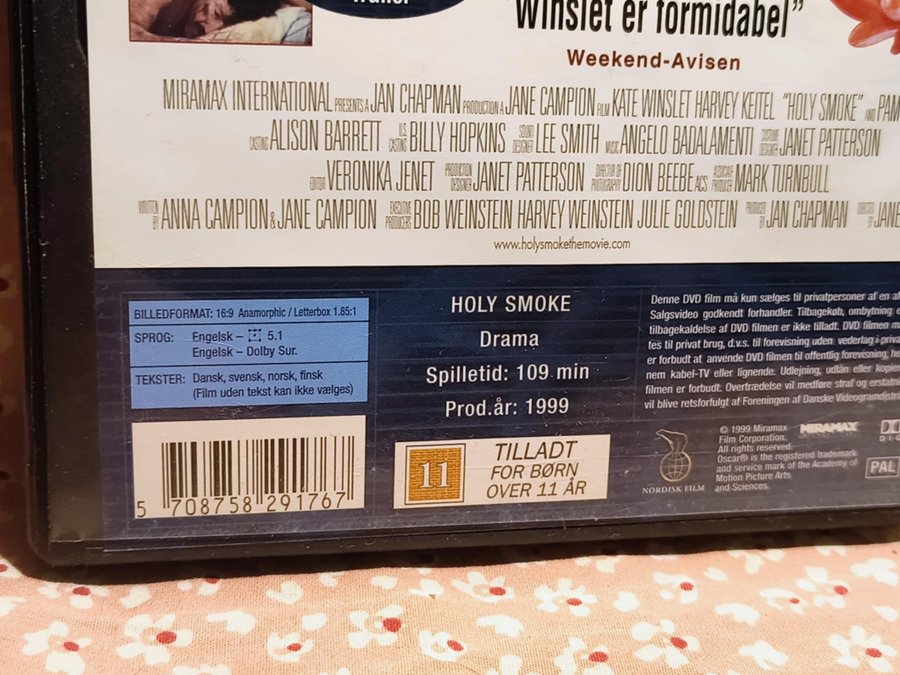 Trailer
"Winslet er formidabel"
Weekend-Avisen
MIRAMAX INTERNATIONAL PRESENTS A JAN CHAPMAN PRODUCTION A JANE CAMPION FILM KATE WINSLET HARVEY KEITEL "HOLY SMOKE" AND PAM
CASTING ALISON BARRETT U.S. CASTING BILLY HOPKINS SOUND DESIGNER LEE SMITH MUSIC ANGELO BADALAMENTI COSTUME DESIGNER JANET PATTERSON
EDITOR VERONIKA JENET PRODUCTION DESIGNER JANET PATTERSON DIRECTOR OF PHOTOGRAPHY DION BEEBE ACS ASSOCIATE PRODUCER MARK TURNBULL
WRITTEN BY ANNA CAMPION & JANE CAMPION EXECUTIVE PRODUCERS BOB WEINSTEIN HARVEY WEINSTEIN JULIE GOLDSTEIN PRODUCED BY JAN CHAPMAN DIRECTED BY JANE
www.holysmokethemovie.com
BILLEDFORMAT: 16:9 Anamorphic / Letterbox 1.85:1
SPROG: Engelsk – 5.1
Engelsk – Dolby Sur.
TEKSTER: Dansk, svensk, norsk, finsk
(Film uden tekst kan ikke vælges)
5 708758 291767
HOLY SMOKE
Drama
Spilletid: 109 min
Prod.år: 1999
11
TILLADT
FOR BØRN
OVER 11 ÅR
Denne DVD film må kun sælges til privatpersoner af en af
Salgsvideo godkendt forhandler. Tilbagekøb, ombytning
tilbagekaldelse af DVD filmen er ikke tilladt. DVD filmen
tes til privat brug, d.v.s. til forevisning uden vederlag i
er forbudt at anvende DVD filmen til offentlig forevisning,
nem kabel-TV eller lignende. Udlejning, udlån eller
filmen er forbudt. Overtrædelse vil medføre straf og
vil blive retsforfulgt af Foreningen af Danske
NORDISK FILM
© 1999 Miramax
Film Corporation.
All rights reserved.
Oscar® is the registered trademark
and service mark of the Academy of
Motion Picture Arts
and Sciences.
MIRAMAX
PAL